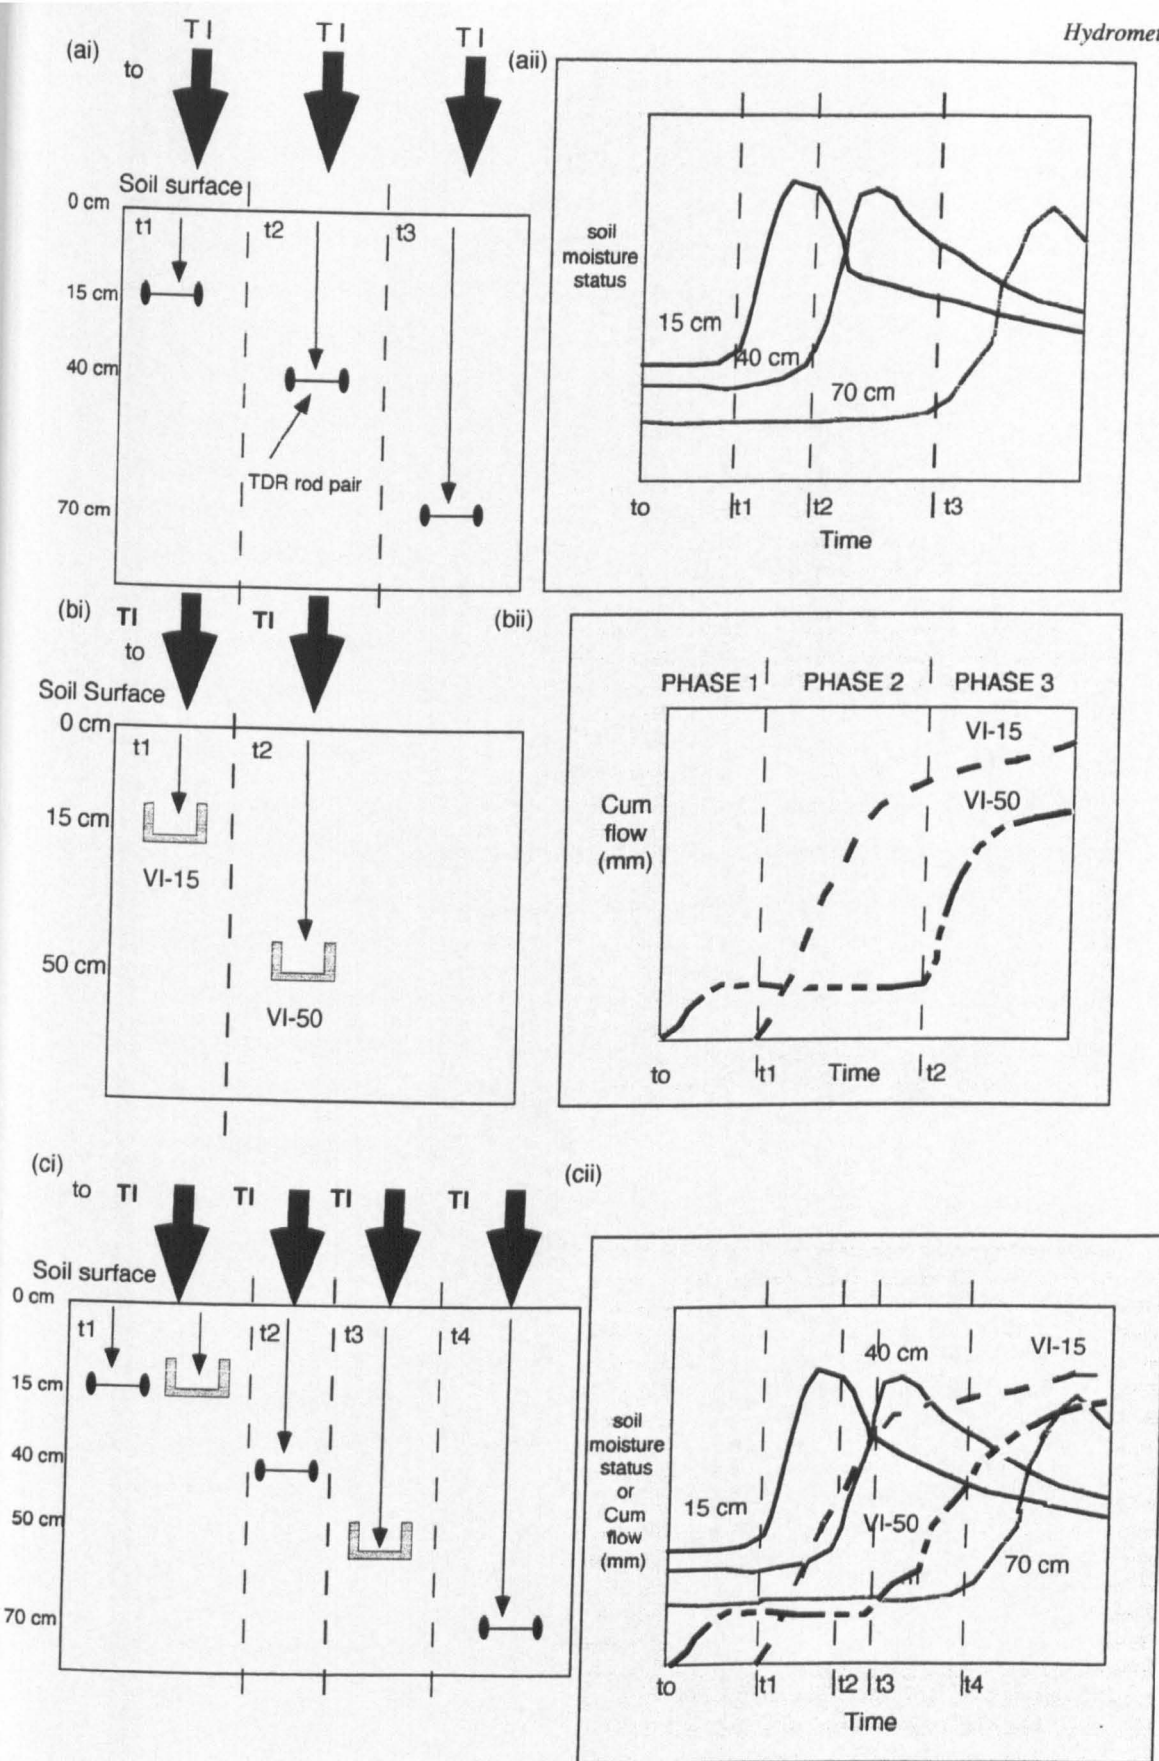 Hydromet
(ai)
to
T I
T I
T I
Soil surface
0 cm
t1
t2
t3
15 cm
40 cm
TDR rod pair
70 cm
(aii)
soil
moisture
status
15 cm
40 cm
70 cm
to
t1
t2
t3
Time
(bi)
TI
to
TI
Soil Surface
0 cm
t1
t2
15 cm
VI-15
50 cm
VI-50
(bii)
PHASE 1
PHASE 2
PHASE 3
VI-15
Cum
flow
(mm)
VI-50
to
t1
Time
t2
(ci)
to
TI
TI
TI
TI
Soil surface
0 cm
t1
t2
t3
t4
15 cm
40 cm
50 cm
70 cm
(cii)
40 cm
VI-15
soil
moisture
status
or
Cum
flow
(mm)
15 cm
VI-50
70 cm
to
t1
t2
t3
t4
Time